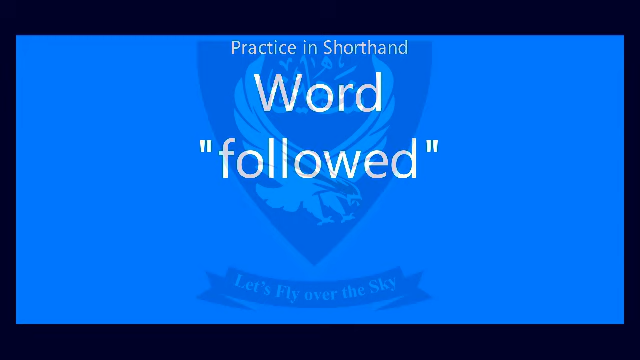 Practice in Shorthand
Word
"followed"
Let's Fly over the Sky